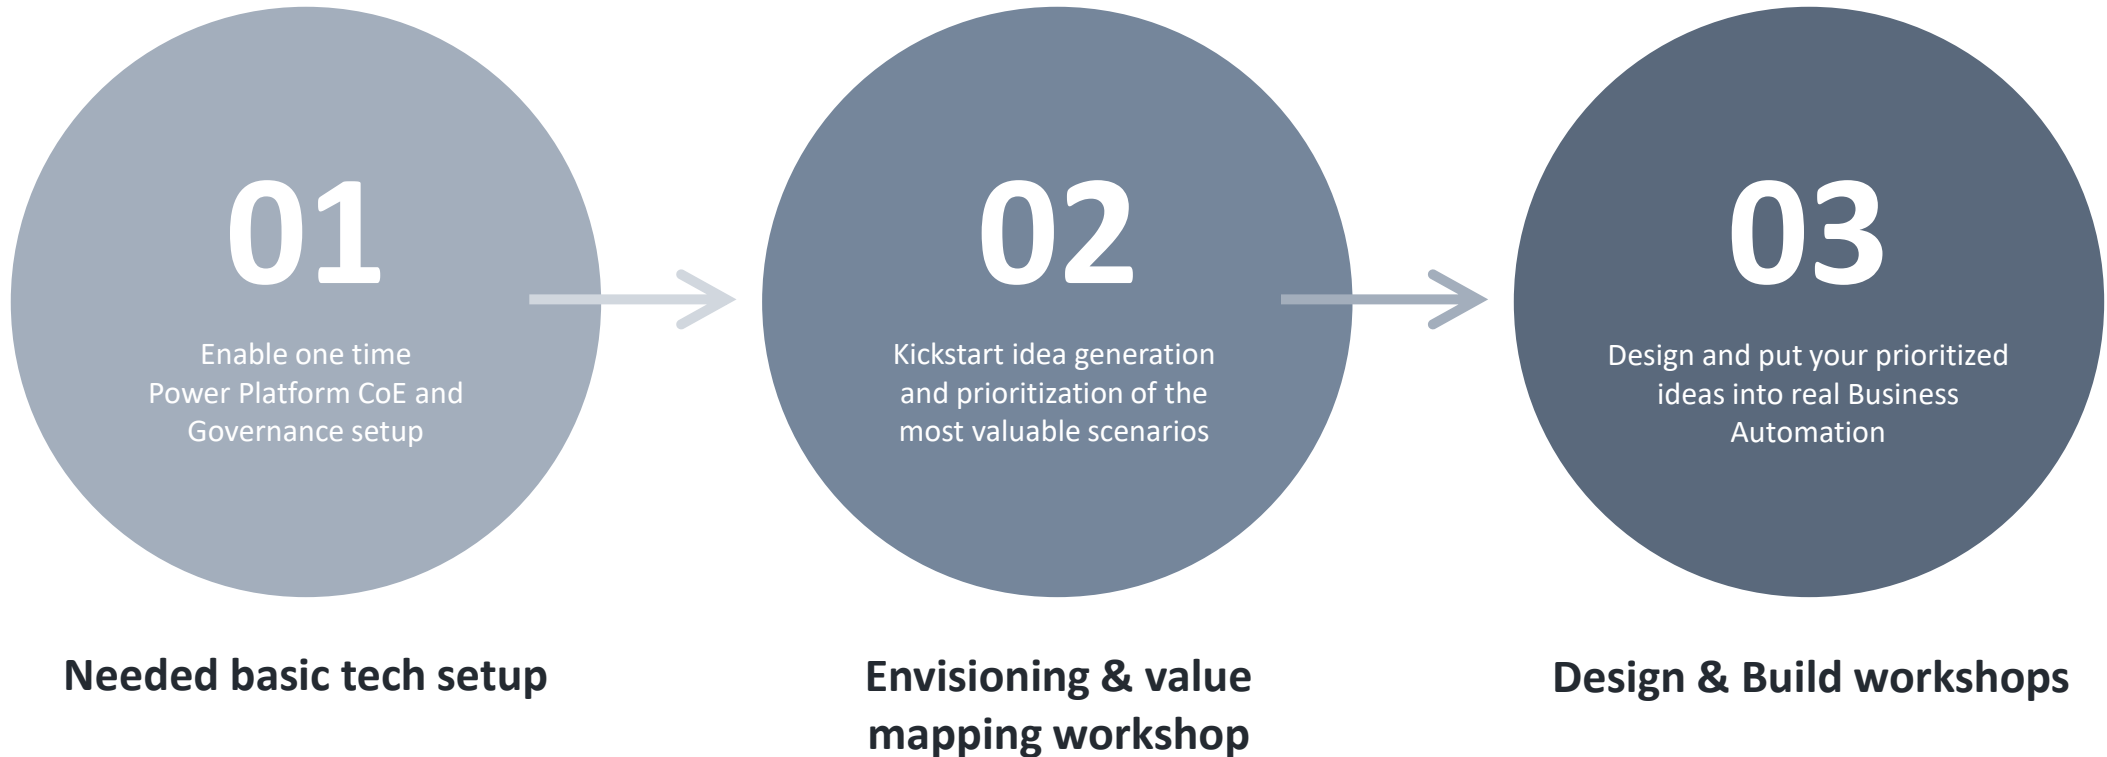 01
Enable one time
Power Platform CoE and
Governance setup
Needed basic tech setup
02
Kickstart idea generation
and prioritization of the
most valuable scenarios
Envisioning & value
mapping workshop
03
Design and put your prioritized
ideas into real Business
Automation
Design & Build workshops